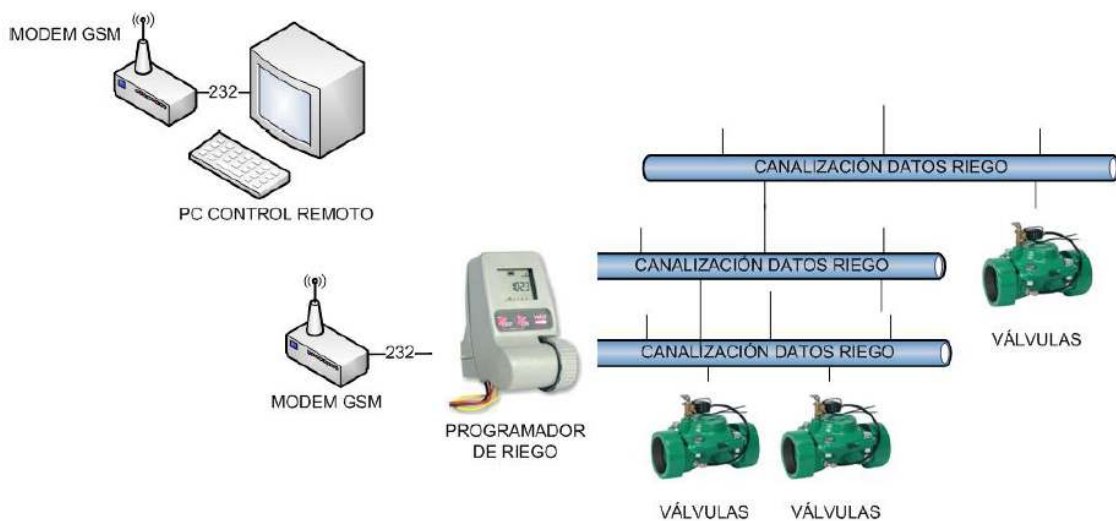 MODEM GSM
232
PC CONTROL REMOTO
CANALIZACIÓN DATOS RIEGO
CANALIZACIÓN DATOS RIEGO
VÁLVULAS
232
MODEM GSM
CANALIZACIÓN DATOS RIEGO
PROGRAMADOR
DE RIEGO
VÁLVULAS
VÁLVULAS